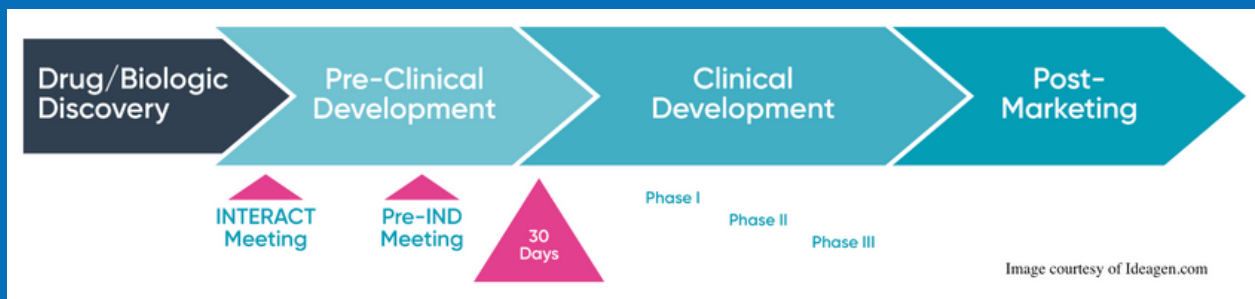 Drug/Biologic
Discovery
Pre-Clinical
Development
Clinical
Development
Post-
Marketing
INTERACT
Meeting
Pre-IND
Meeting
30
Days
Phase I
Phase II
Phase III
Image courtesy of Ideagen.com